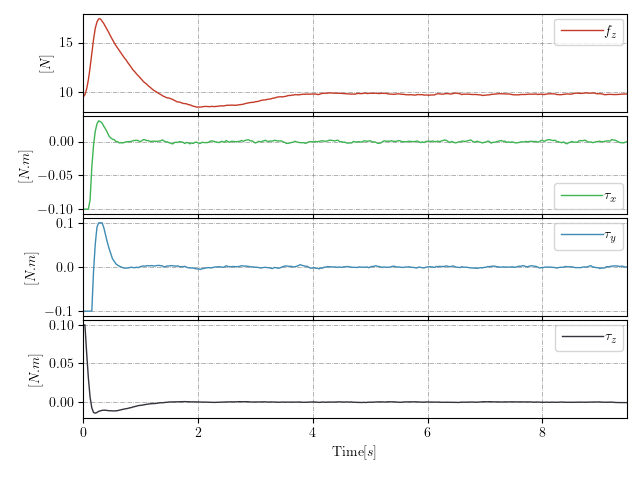 15
10
[N]
f_z
0.00
−0.05
−0.10
[N.m]
τ_x
0.1
0.0
−0.1
[N.m]
τ_y
0.10
0.05
0.00
[N.m]
τ_z
0 2 4 6 8
Time[s]